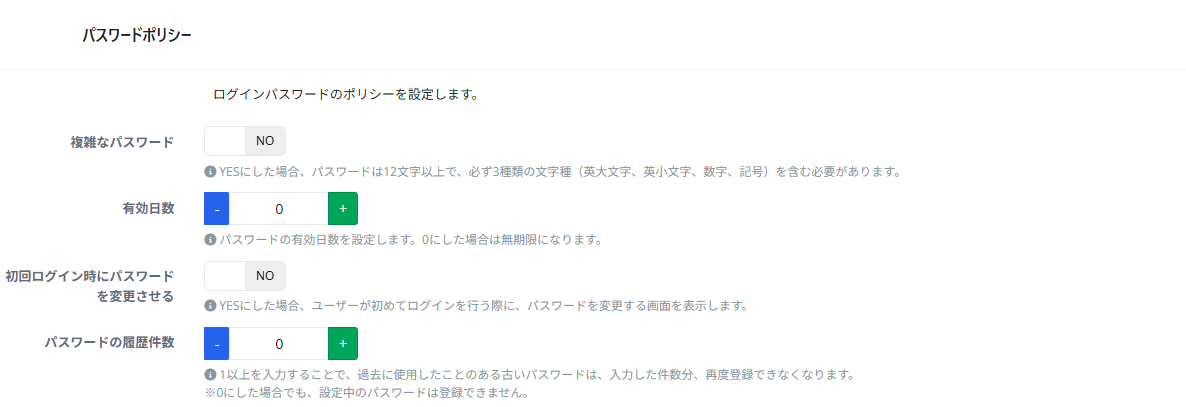 パスワードポリシー
ログインパスワードのポリシーを設定します。
複雑なパスワード
NO
YESにした場合、パスワードは12文字以上で、必ず3種類の文字種（英大文字、英小文字、数字、記号）を含む必要があります。
有効日数
- 0 +
パスワードの有効日数を設定します。0にした場合は無期限になります。
初回ログイン時にパスワード
を変更させる
NO
YESにした場合、ユーザーが初めてログインを行う際に、パスワードを変更する画面を表示します。
パスワードの履歴件数
- 0 +
1以上を入力することで、過去に使用したことのある古いパスワードは、入力した件数分、再度登録できなくなります。
※0にした場合でも、設定中のパスワードは登録できません。